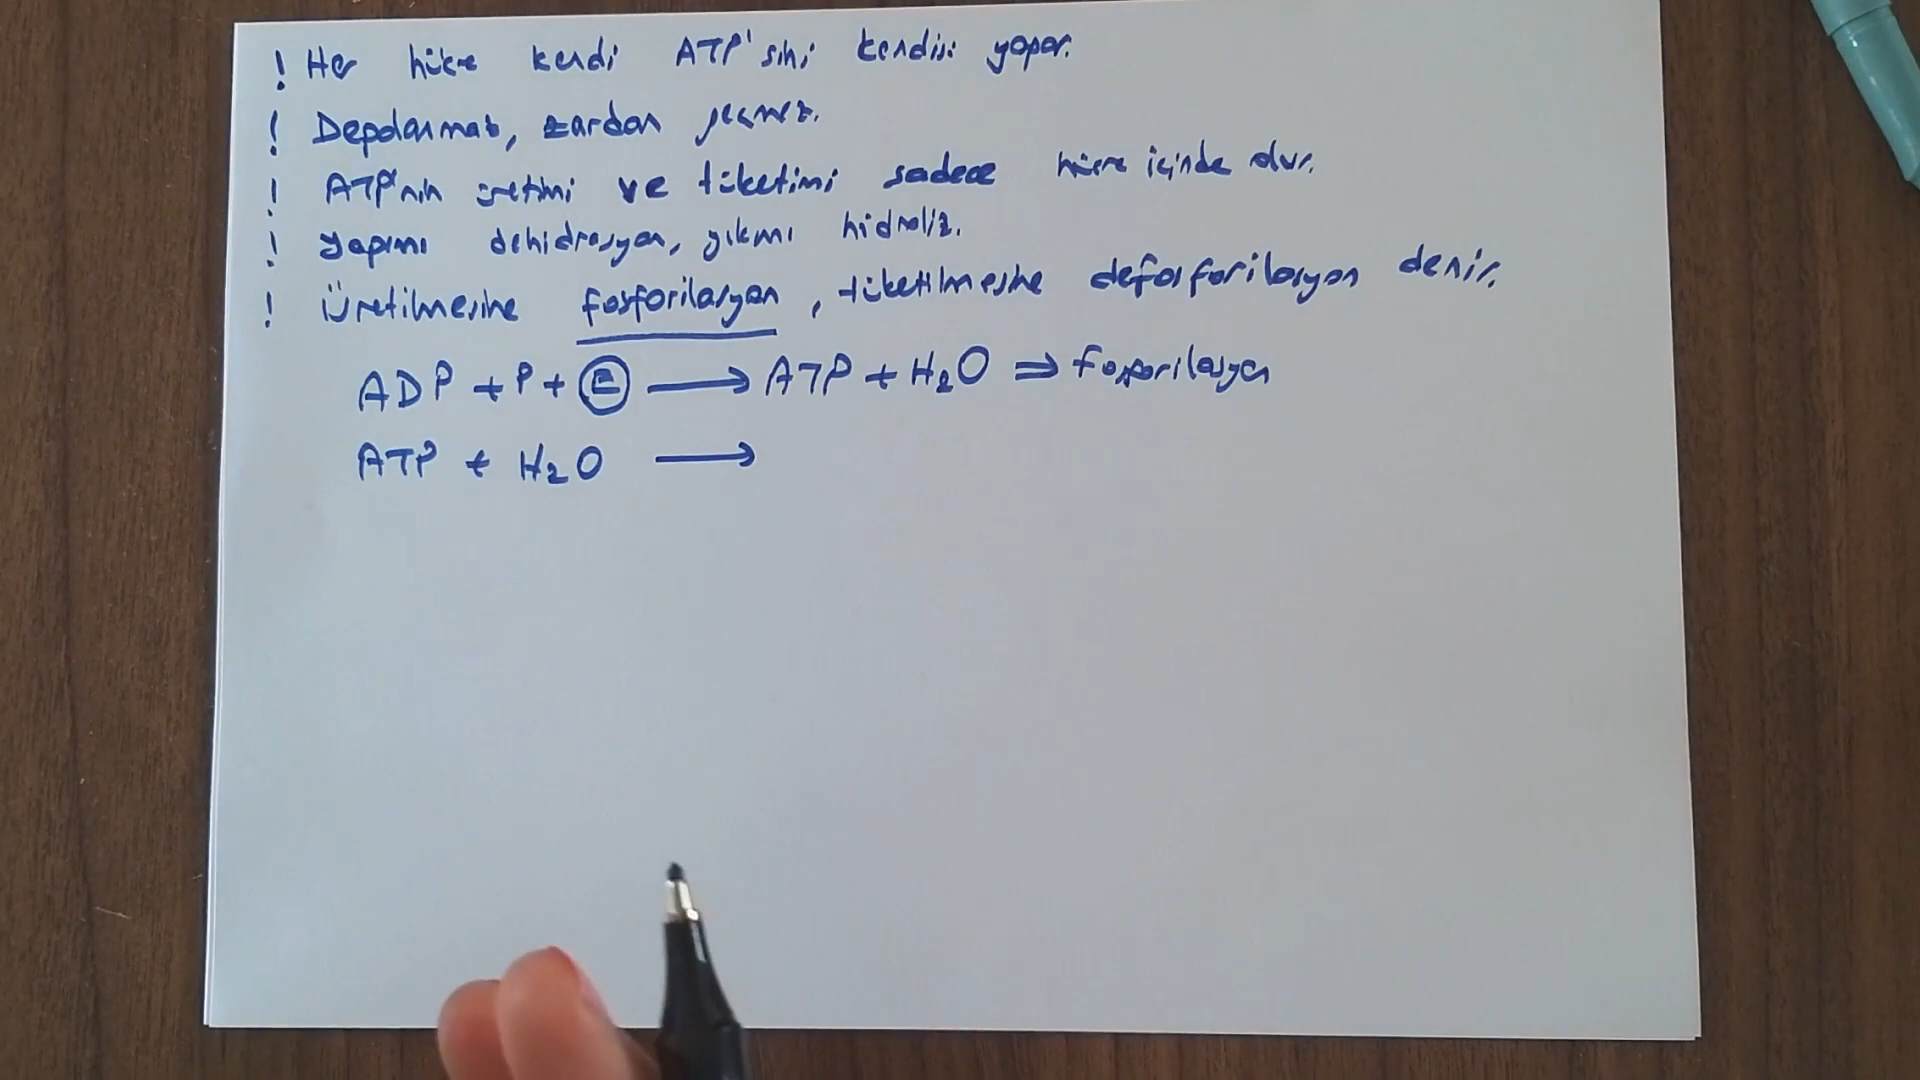 ! Her hücre kendi ATP'sini kendisi yapar.
! Depolanmaz, zardan geçmez.
! ATP'nin üretimi ve tüketimi sadece hücre içinde olur.
! yapımı dehidrasyon, yıkımı hidroliz.
! üretilmesine fosforilasyon, tüketilmesine defosforilasyon denir.
ADP + P + E ⟶ ATP + H₂O ⇒ fosforilasyon
ATP + H₂O ⟶